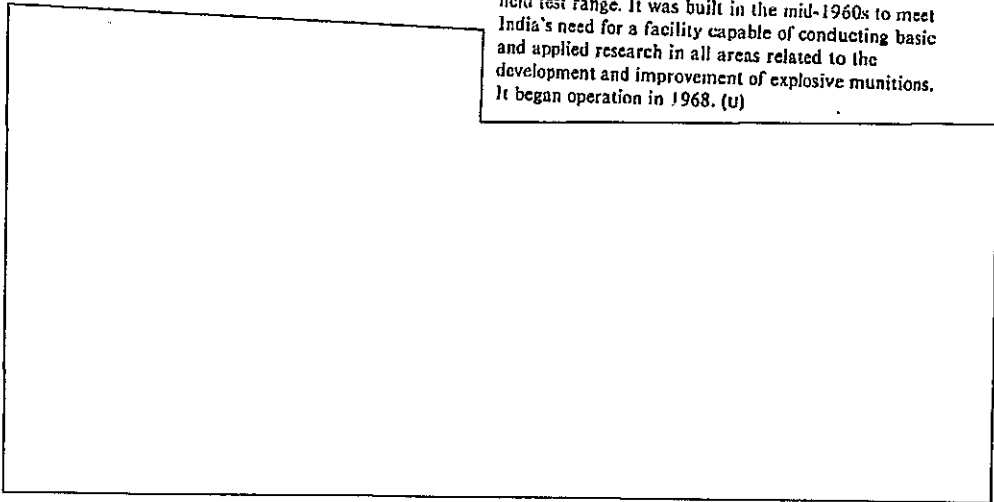 test range. It was built in the mid-1960s to meet
India's need for a facility capable of conducting basic
and applied research in all areas related to the
development and improvement of explosive munitions.
It began operation in 1968. (U)